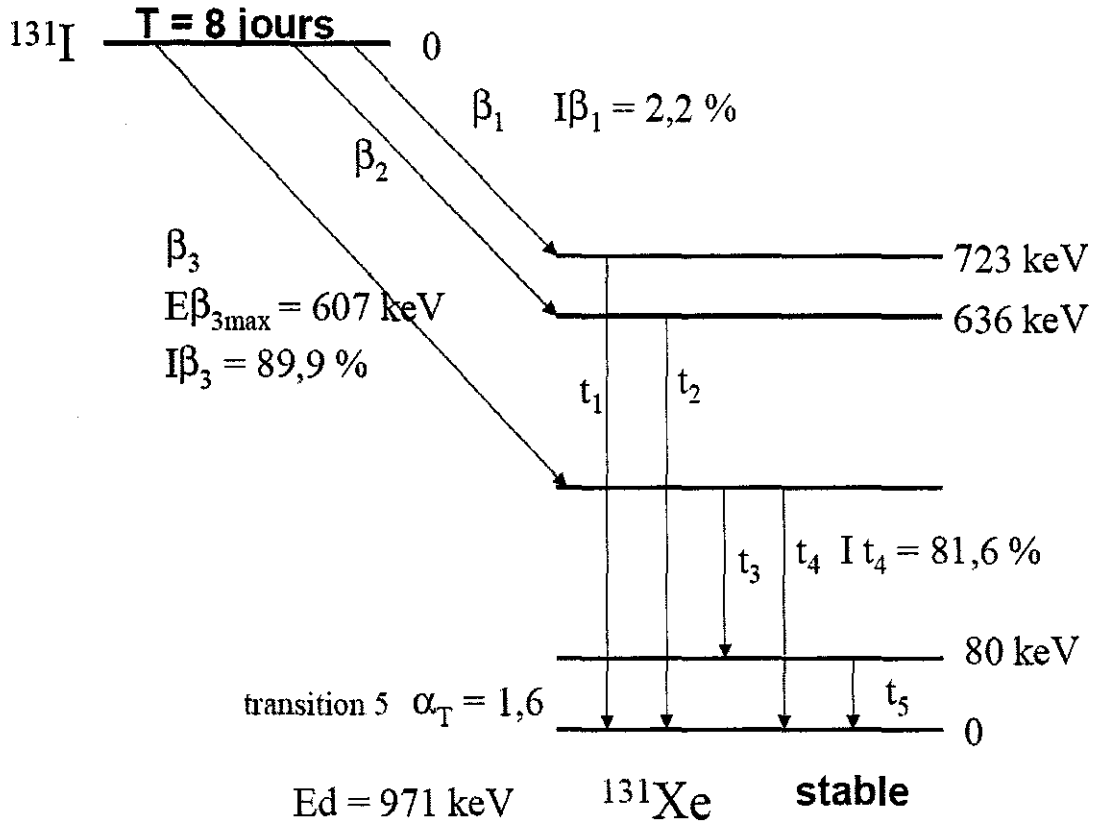 T = 8 jours
¹³¹I 0
β₁ Iβ₁ = 2,2 %
β₂
β₃
Eβ₃max = 607 keV
Iβ₃ = 89,9 %
723 keV
636 keV
t₁ t₂
t₃ t₄ I t₄ = 81,6 %
80 keV
transition 5 αT = 1,6 t₅
0
Ed = 971 keV ¹³¹Xe stable